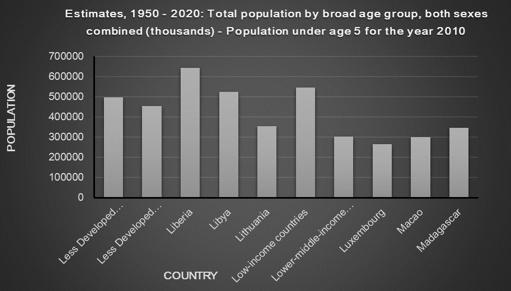 Estimates, 1950 - 2020: Total population by broad age group, both sexes
combined (thousands) - Population under age 5 for the year 2010
POPULATION
700000
600000
500000
400000
300000
200000
100000
0
Less Developed...
Less Developed...
Liberia
Libya
Lithuania
Low-income countries
Lower-middle-income...
Luxembourg
Macao
Madagascar
COUNTRY